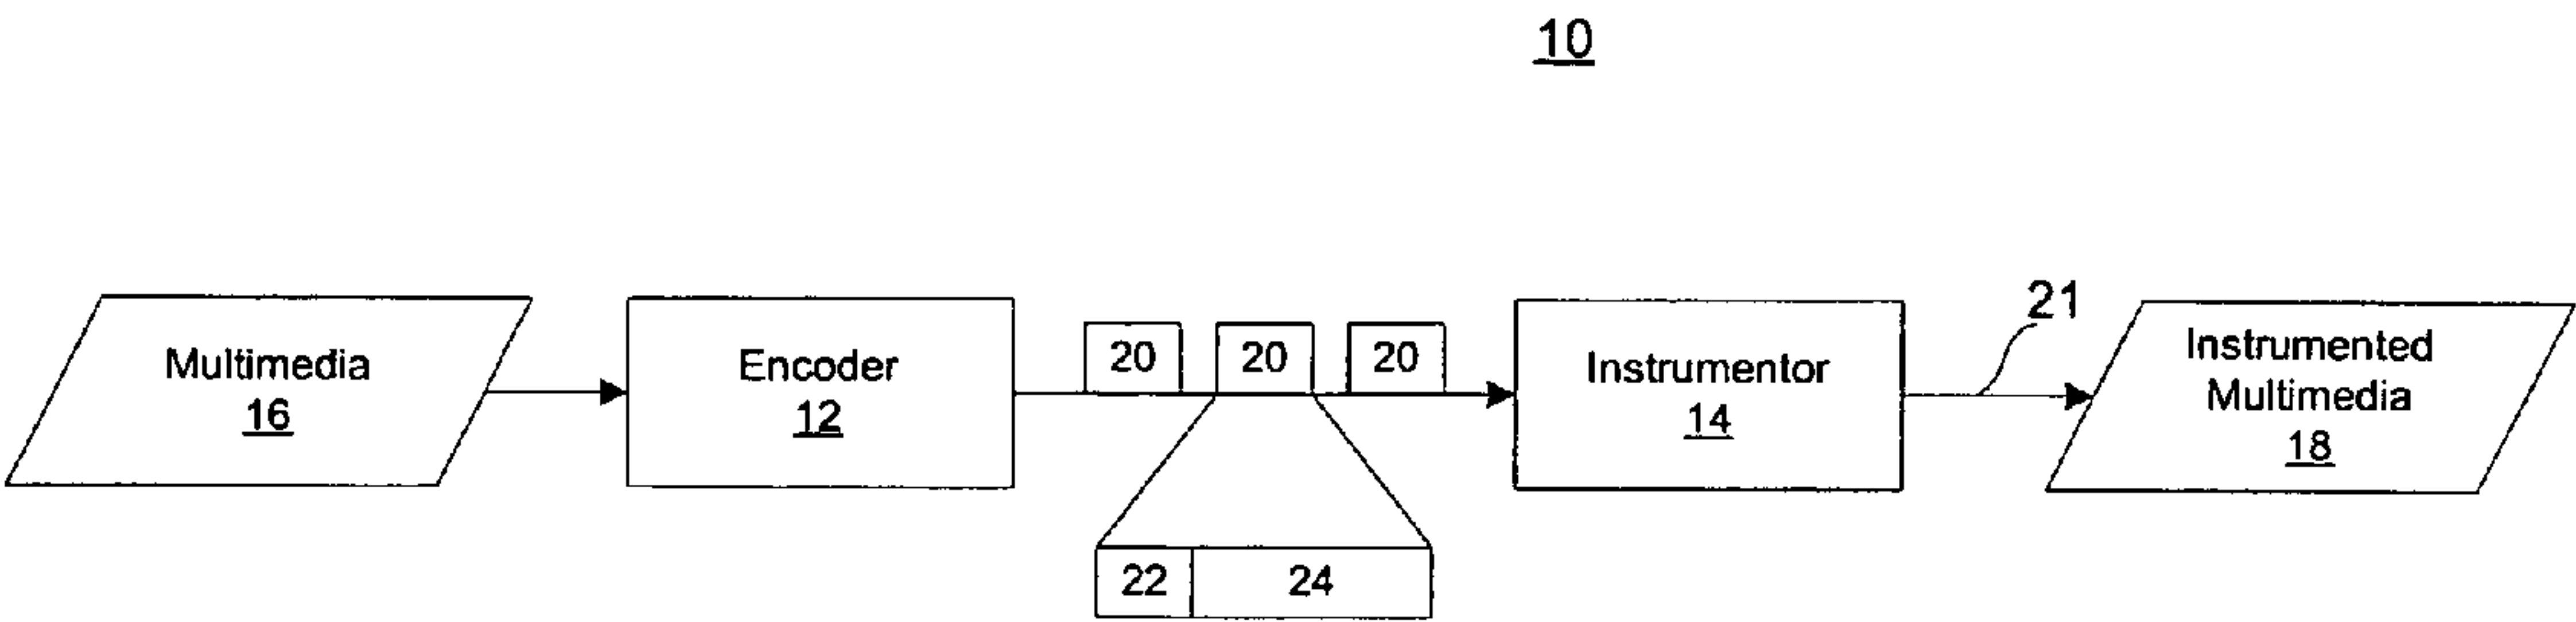 10
Multimedia
16
Encoder
12
20 20 20
22 24
Instrumentor
14
21
Instrumented
Multimedia
18